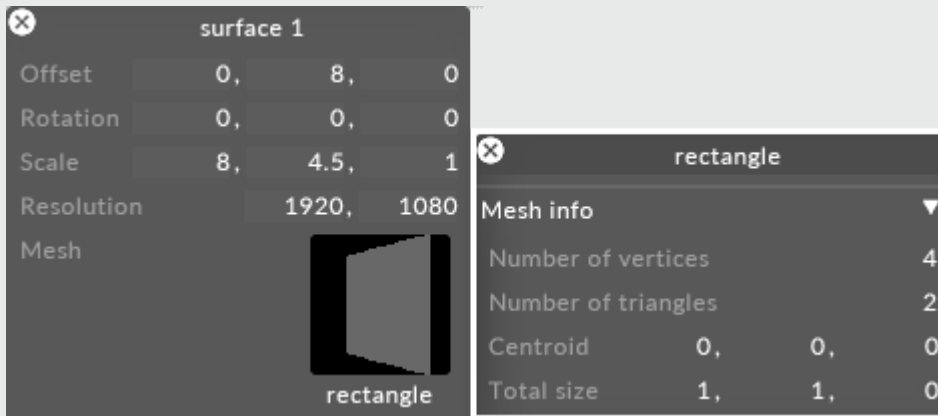 surface 1
Offset 0, 8, 0
Rotation 0, 0, 0
Scale 8, 4.5, 1
Resolution 1920, 1080
Mesh
rectangle
rectangle
Mesh info
Number of vertices 4
Number of triangles 2
Centroid 0, 0, 0
Total size 1, 1, 0